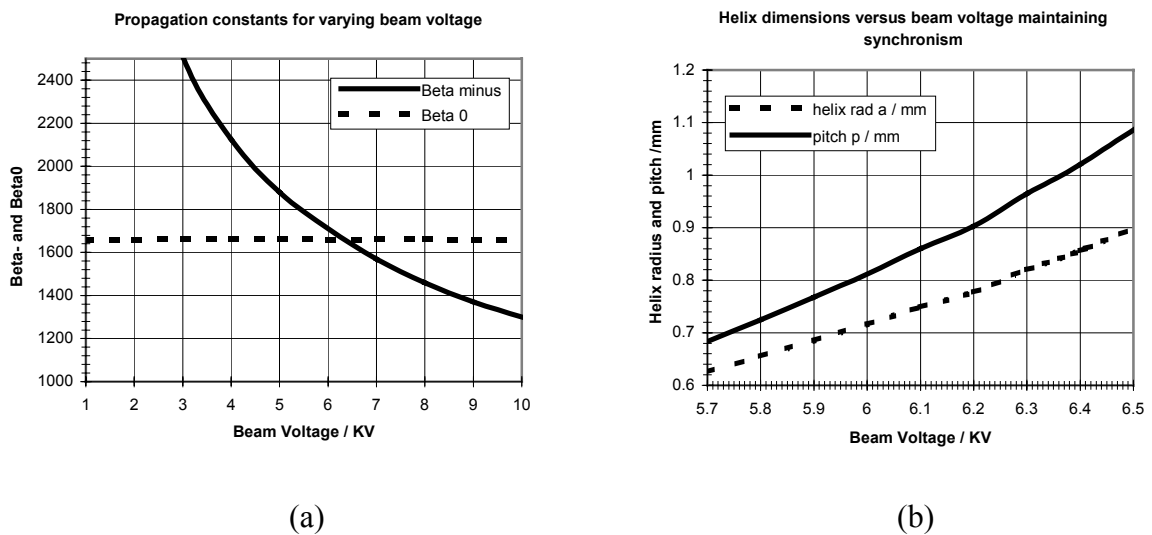 Propagation constants for varying beam voltage
2400
2200
2000
1800
1600
1400
1200
1000
Beta- and Beta0
Beta minus
Beta 0
1 2 3 4 5 6 7 8 9 10
Beam Voltage / KV
(a)
Helix dimensions versus beam voltage maintaining
synchronism
1.2
1.1
1
0.9
0.8
0.7
0.6
Helix radius and pitch /mm
helix rad a / mm
pitch p / mm
5.7 5.8 5.9 6 6.1 6.2 6.3 6.4 6.5
Beam Voltage / KV
(b)